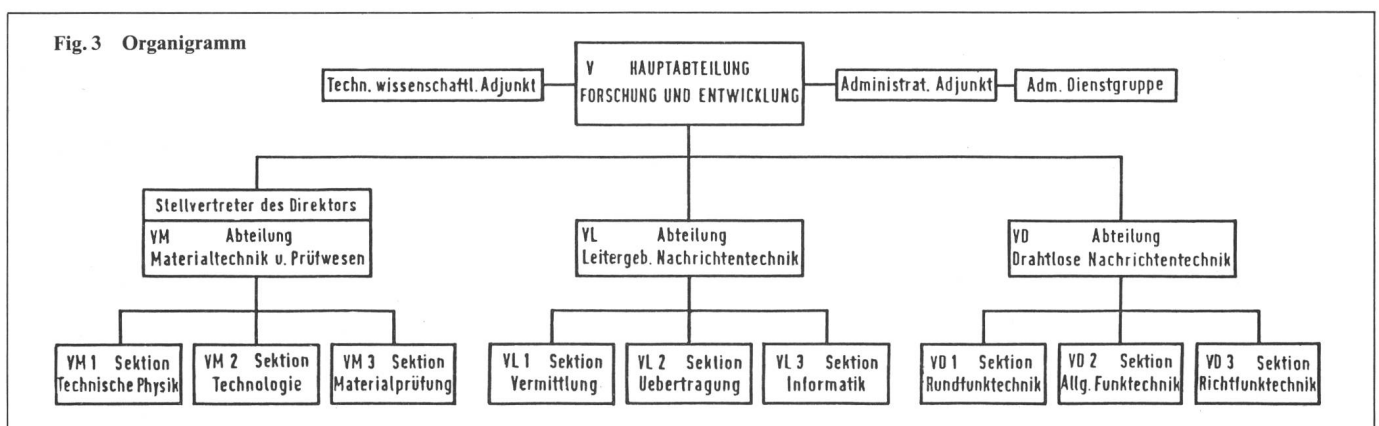 Fig. 3 Organigramm
V HAUPTABTEILUNG
FORSCHUNG UND ENTWICKLUNG
Techn. wissenschaftl. Adjunkt
Administrat. Adjunkt
Adm. Dienstgruppe
Stellvertreter des Direktors
VM Abteilung
Materialtechnik u. Prüfwesen
VL Abteilung
Leitergeb. Nachrichtentechnik
VD Abteilung
Drahtlose Nachrichtentechnik
VM 1 Sektion
Technische Physik
VM 2 Sektion
Technologie
VM 3 Sektion
Materialprüfung
VL 1 Sektion
Vermittlung
VL 2 Sektion
Uebertragung
VL 3 Sektion
Informatik
VD 1 Sektion
Rundfunktechnik
VD 2 Sektion
Allg. Funktechnik
VD 3 Sektion
Richtfunktechnik